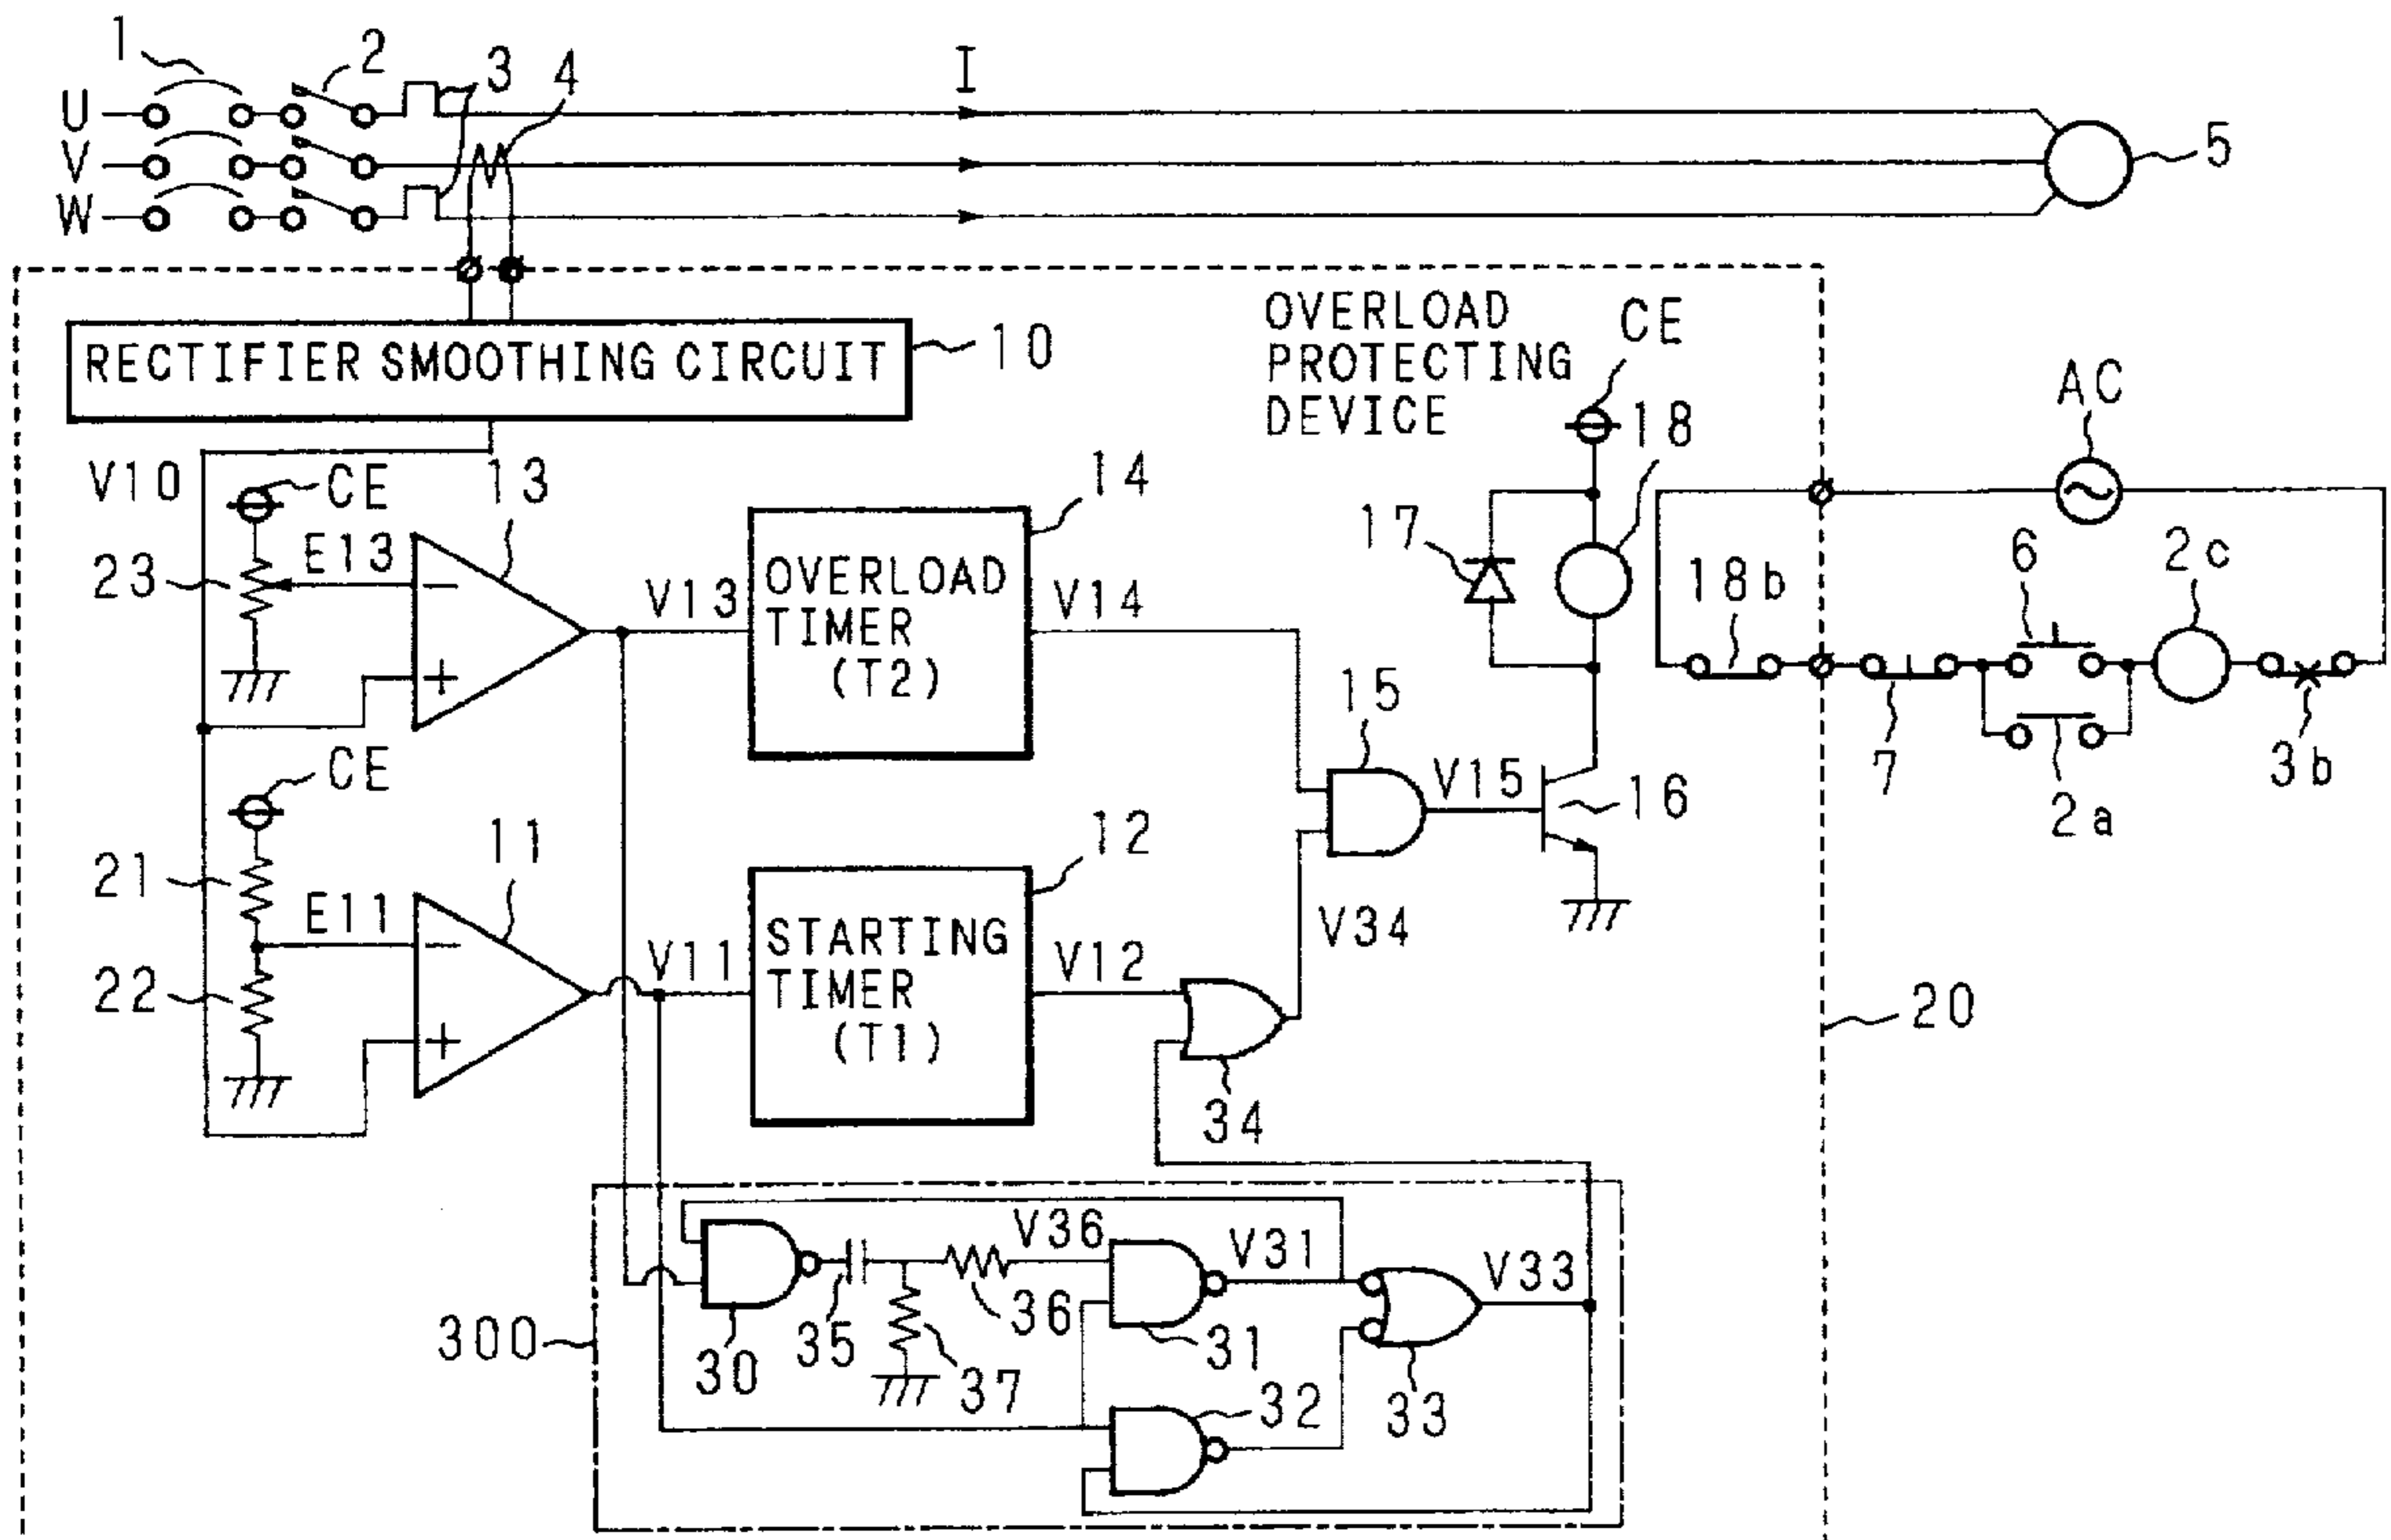 1
2
3
4
I
U
V
W
5
OVERLOAD
PROTECTING
DEVICE
CE
RECTIFIER SMOOTHING CIRCUIT
10
18
AC
V10
CE
13
14
E13
23
V13
OVERLOAD
TIMER
(T2)
V14
17
18b
6
2c
15
7
2a
3b
CE
V15
16
21
11
12
E11
V34
22
V11
STARTING
TIMER
(T1)
V12
20
34
V36
V31
V33
300
30
35
36
31
37
32
33